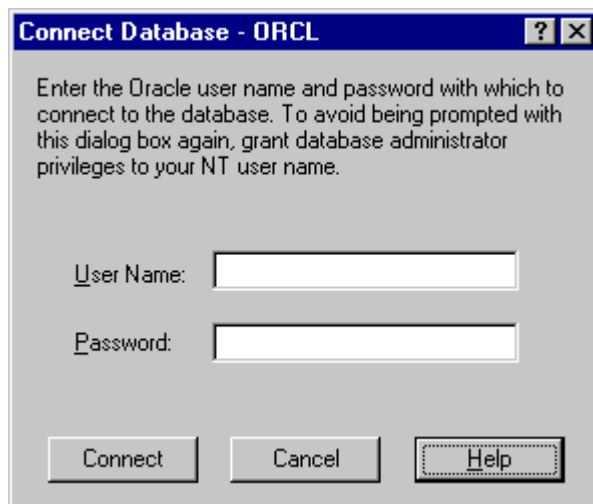 Connect Database - ORCL
Enter the Oracle user name and password with which to
connect to the database. To avoid being prompted with
this dialog box again, grant database administrator
privileges to your NT user name.
User Name:
Password:
Connect Cancel Help